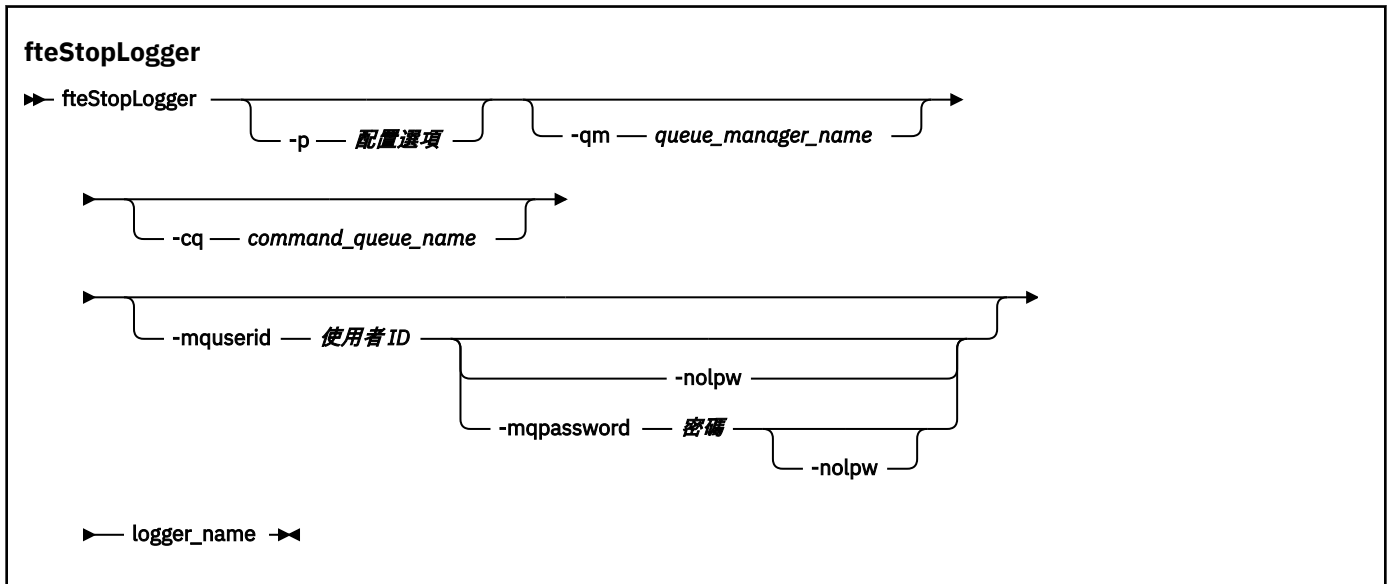 fteStopLogger
fteStopLogger
-p 配置選項
-qm queue_manager_name
-cq command_queue_name
-mquserid 使用者 ID
-nolpw
-mqpassword 密碼
-nolpw
logger_name